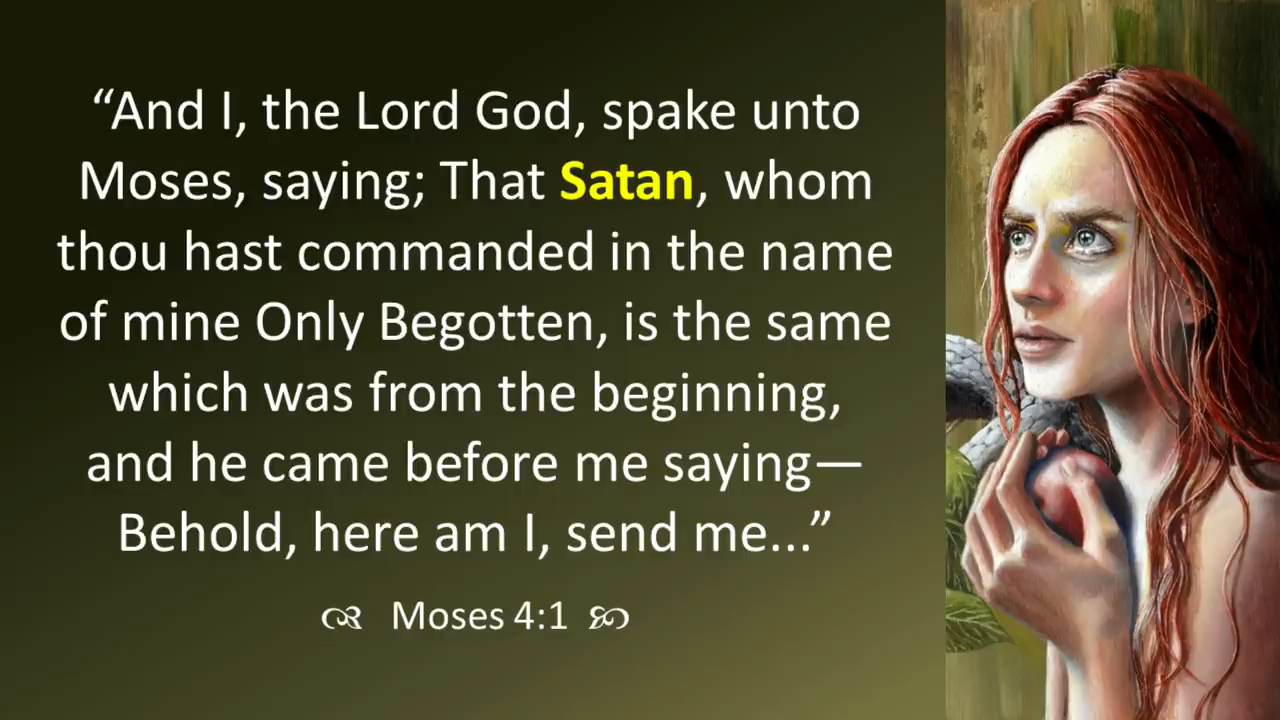 “And I, the Lord God, spake unto
Moses, saying; That Satan, whom
thou hast commanded in the name
of mine Only Begotten, is the same
which was from the beginning,
and he came before me saying—
Behold, here am I, send me...”
Moses 4:1